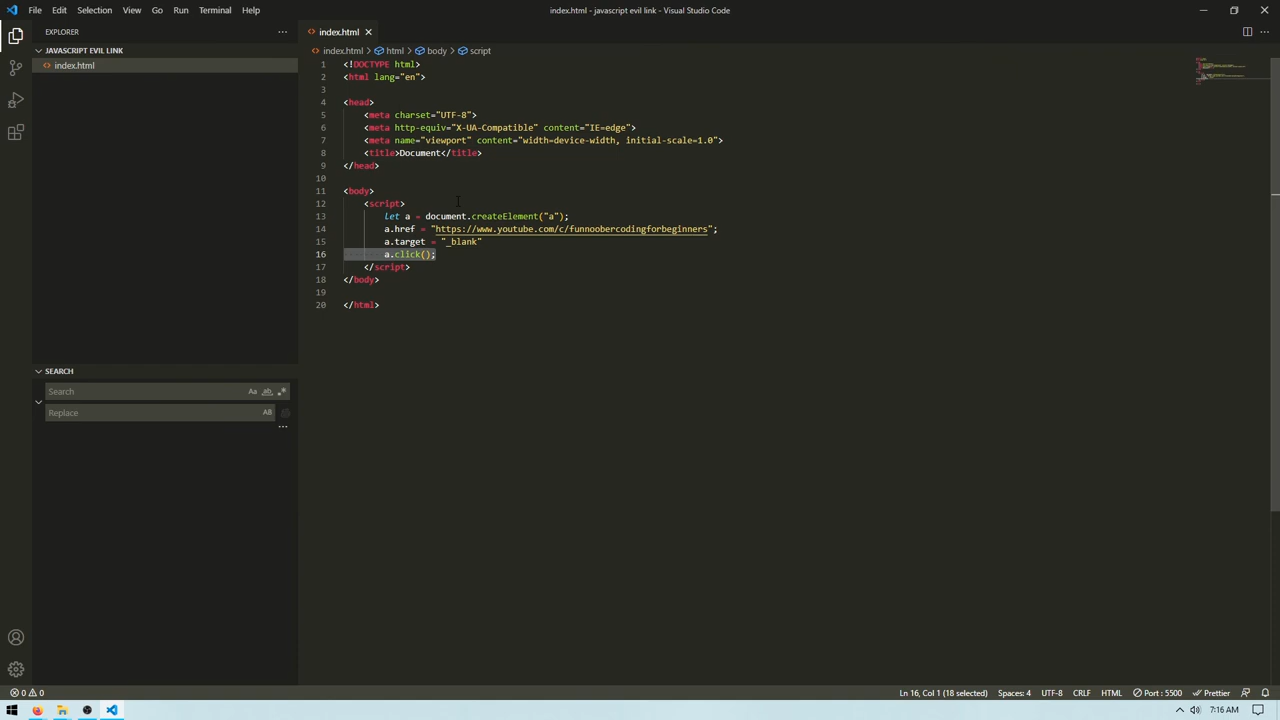 File Edit Selection View Go Run Terminal Help
index.html - javascript evil link - Visual Studio Code
EXPLORER
JAVASCRIPT EVIL LINK
index.html
index.html
index.html > html > body > script
1 <!DOCTYPE html>
2 <html lang="en">
3
4 <head>
5 <meta charset="UTF-8">
6 <meta http-equiv="X-UA-Compatible" content="IE=edge">
7 <meta name="viewport" content="width=device-width, initial-scale=1.0">
8 <title>Document</title>
9 </head>
10
11 <body>
12 <script>
13 let a = document.createElement("a");
14 a.href = "https://www.youtube.com/c/funnoobercodingforbeginners";
15 a.target = "_blank"
16 a.click();
17 </script>
18 </body>
19
20 </html>
SEARCH
Search Aa ab .*
Replace AB
0 0
Ln 16, Col 1 (18 selected) Spaces: 4 UTF-8 CRLF HTML Port : 5500 Prettier
7:16 AM